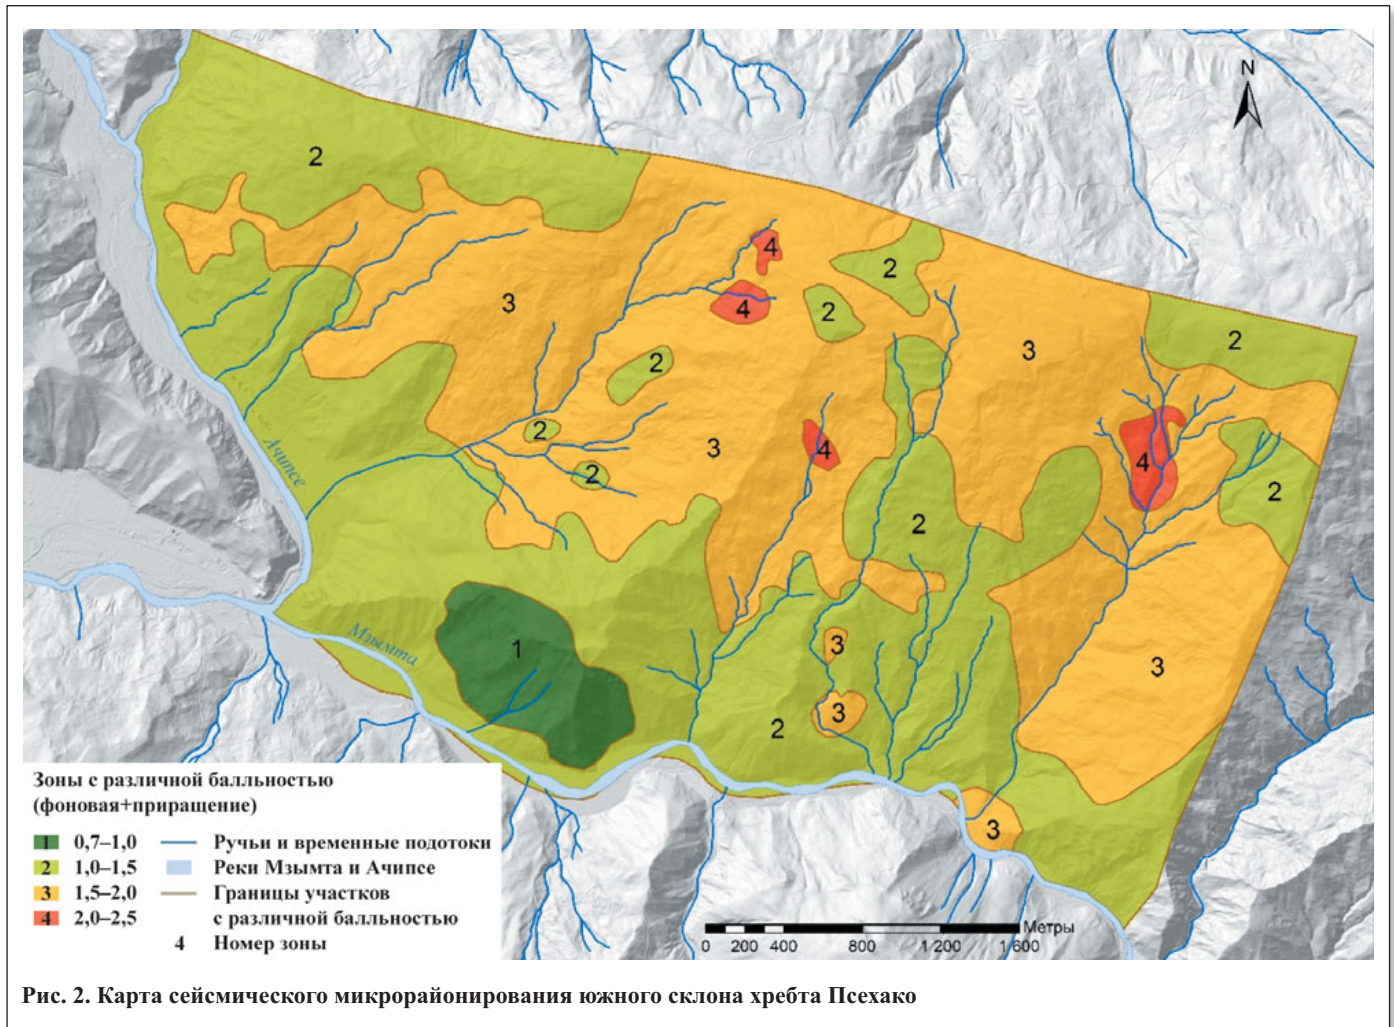 N
2
4
2
3
4
2
3
2
2
2
3
4
4
2
2
2
Ачипсе
Мзымта
1
3
3
3
2
3
Зоны с различной балльностью
(фоновая+приращение)
1 0,7–1,0 Ручьи и временные подотоки
2 1,0–1,5 Реки Мзымта и Ачипсе
3 1,5–2,0 Границы участков
4 2,0–2,5 с различной балльностью
4 Номер зоны
Метры
0 200 400 800 1 200 1 600
Рис. 2. Карта сейсмического микрорайонирования южного склона хребта Псехако